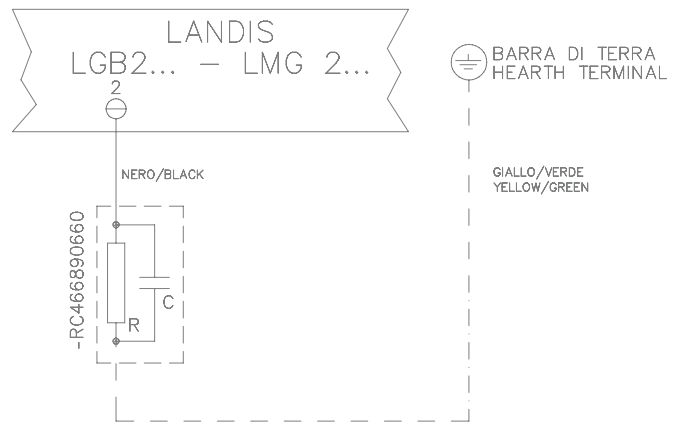 LANDIS
LGB2... - LMG 2...
2
BARRA DI TERRA
HEARTH TERMINAL
NERO/BLACK
GIALLO/VERDE
YELLOW/GREEN
-RC466890660
C
R